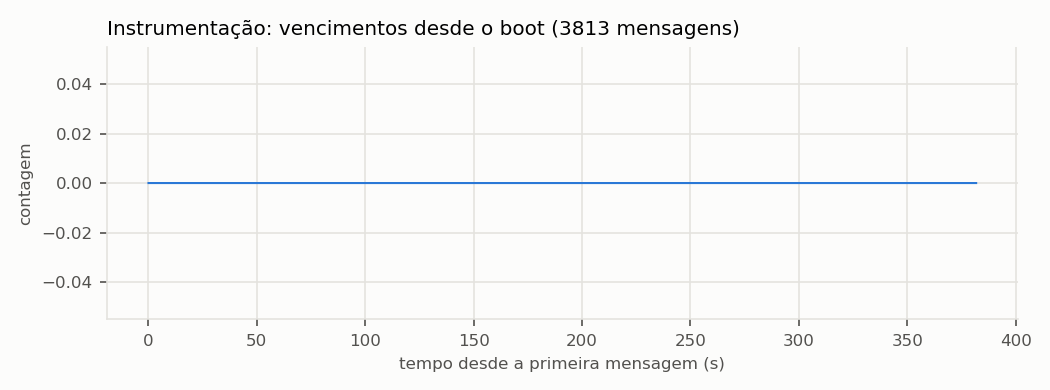 Instrumentação: vencimentos desde o boot (3813 mensagens)
contagem
0.04
0.02
0.00
−0.02
−0.04
0 50 100 150 200 250 300 350 400
tempo desde a primeira mensagem (s)